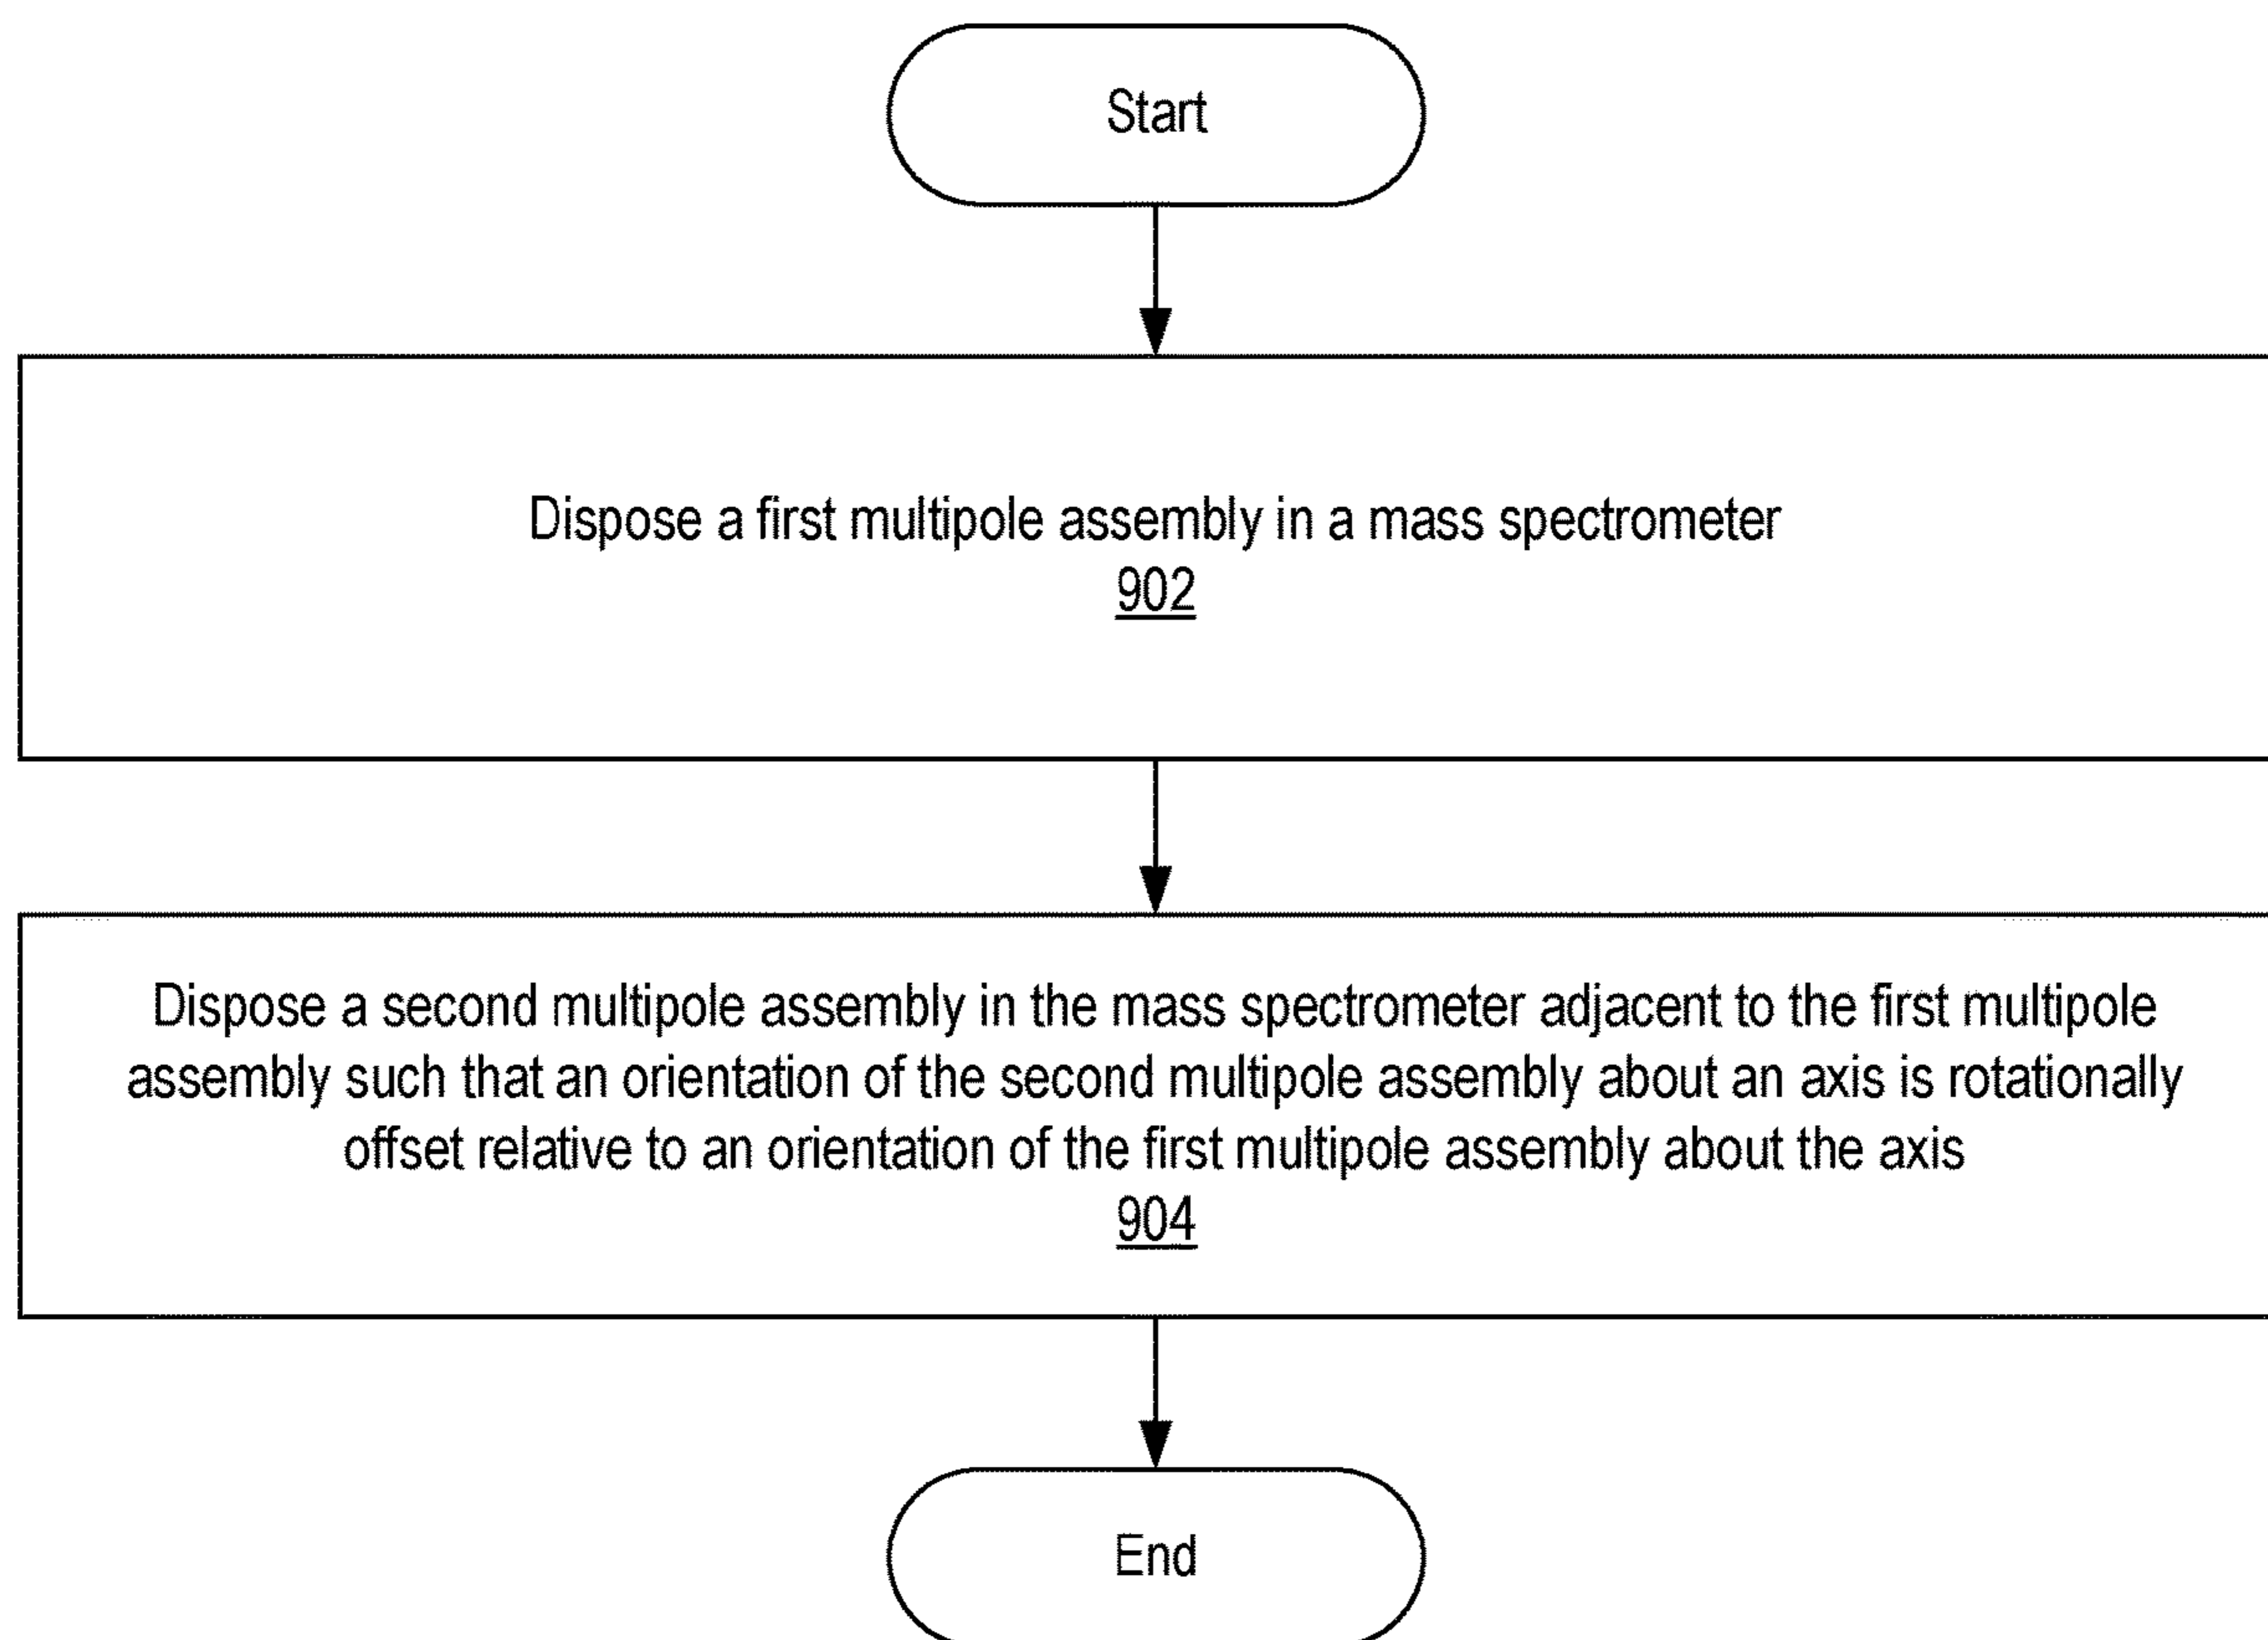 Start
Dispose a first multipole assembly in a mass spectrometer
902
Dispose a second multipole assembly in the mass spectrometer adjacent to the first multipole
assembly such that an orientation of the second multipole assembly about an axis is rotationally
offset relative to an orientation of the first multipole assembly about the axis
904
End